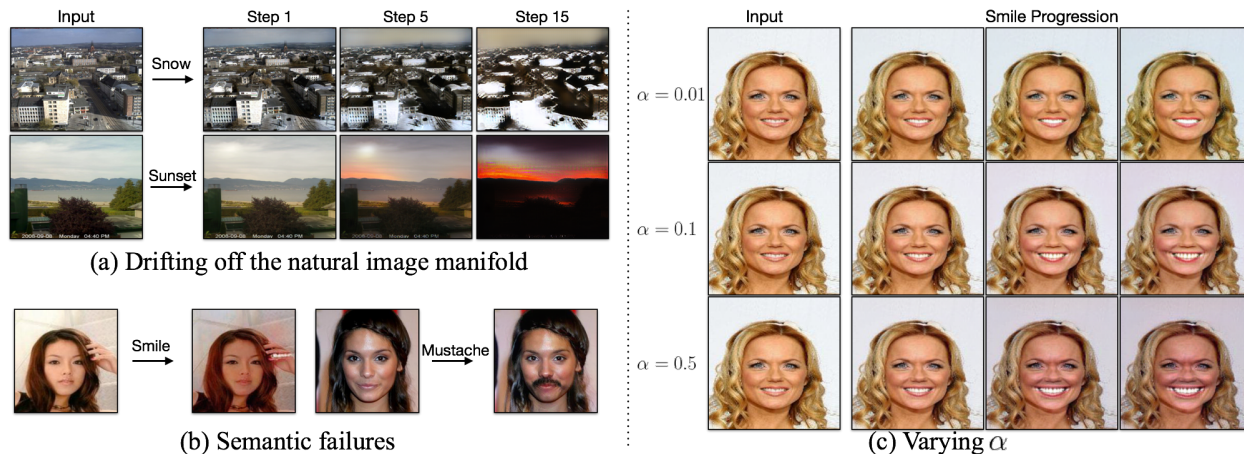 Input
Step 1
Step 5
Step 15
Snow
Sunset
2006-09-08 Monday 04:40 PM
(a) Drifting off the natural image manifold
Smile
Mustache
(b) Semantic failures
Input
Smile Progression
α = 0.01
α = 0.1
α = 0.5
(c) Varying α